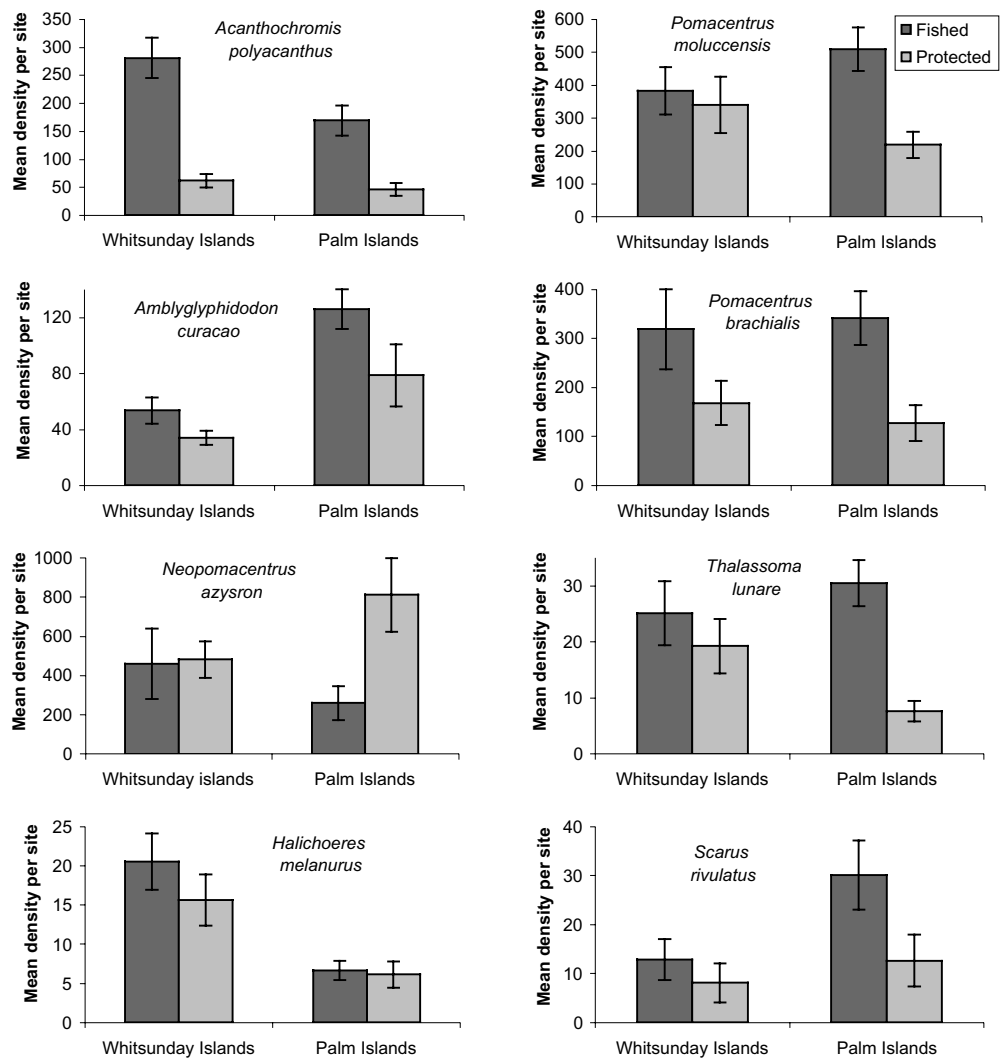 Mean density per site
350
300
250
200
150
100
50
0
Acanthochromis
polyacanthus
Whitsunday Islands Palm Islands
Mean density per site
600
500
400
300
200
100
0
Pomacentrus
moluccensis
Fished
Protected
Whitsunday Islands Palm Islands
Mean density per site
120
80
40
0
Amblyglyphidodon
curacao
Whitsunday Islands Palm Islands
Mean density per site
400
300
200
100
0
Pomacentrus
brachialis
Whitsunday Islands Palm Islands
Mean density per site
1000
800
600
400
200
0
Neopomacentrus
azysron
Whitsunday islands Palm Islands
Mean density per site
30
20
10
0
Thalassoma
lunare
Whitsunday Islands Palm Islands
Mean density per site
25
20
15
10
5
0
Halichoeres
melanurus
Whitsunday Islands Palm Islands
Mean density per site
40
30
20
10
0
Scarus
rivulatus
Whitsunday Islands Palm Islands